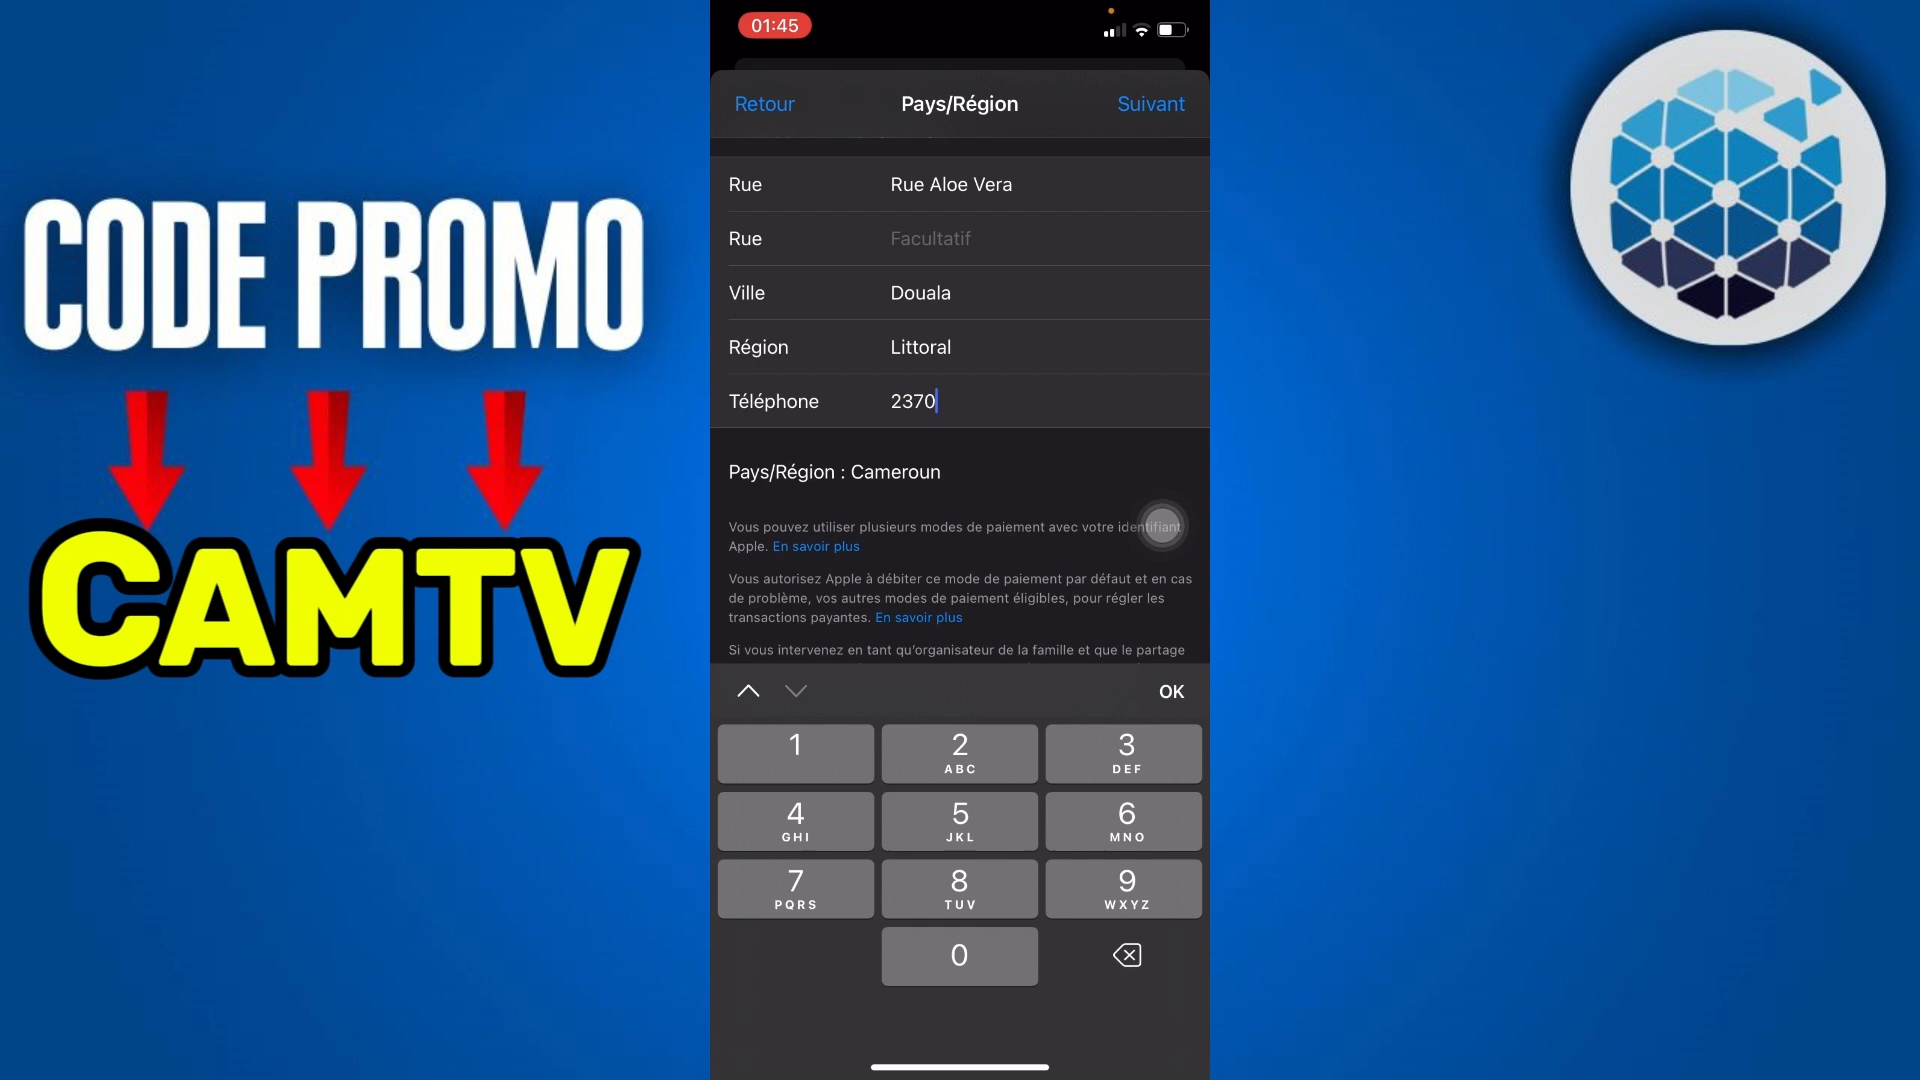 CODE PROMO
CAMTV
01:45
Retour
Pays/Région
Suivant
Rue
Rue Aloe Vera
Rue
Facultatif
Ville
Douala
Région
Littoral
Téléphone
2370
Pays/Région : Cameroun
Vous pouvez utiliser plusieurs modes de paiement avec votre identifiant
Apple. En savoir plus
Vous autorisez Apple à débiter ce mode de paiement par défaut et en cas
de problème, vos autres modes de paiement éligibles, pour régler les
transactions payantes. En savoir plus
Si vous intervenez en tant qu'organisateur de la famille et que le partage
OK
1
2
ABC
3
DEF
4
GHI
5
JKL
6
MNO
7
PQRS
8
TUV
9
WXYZ
0